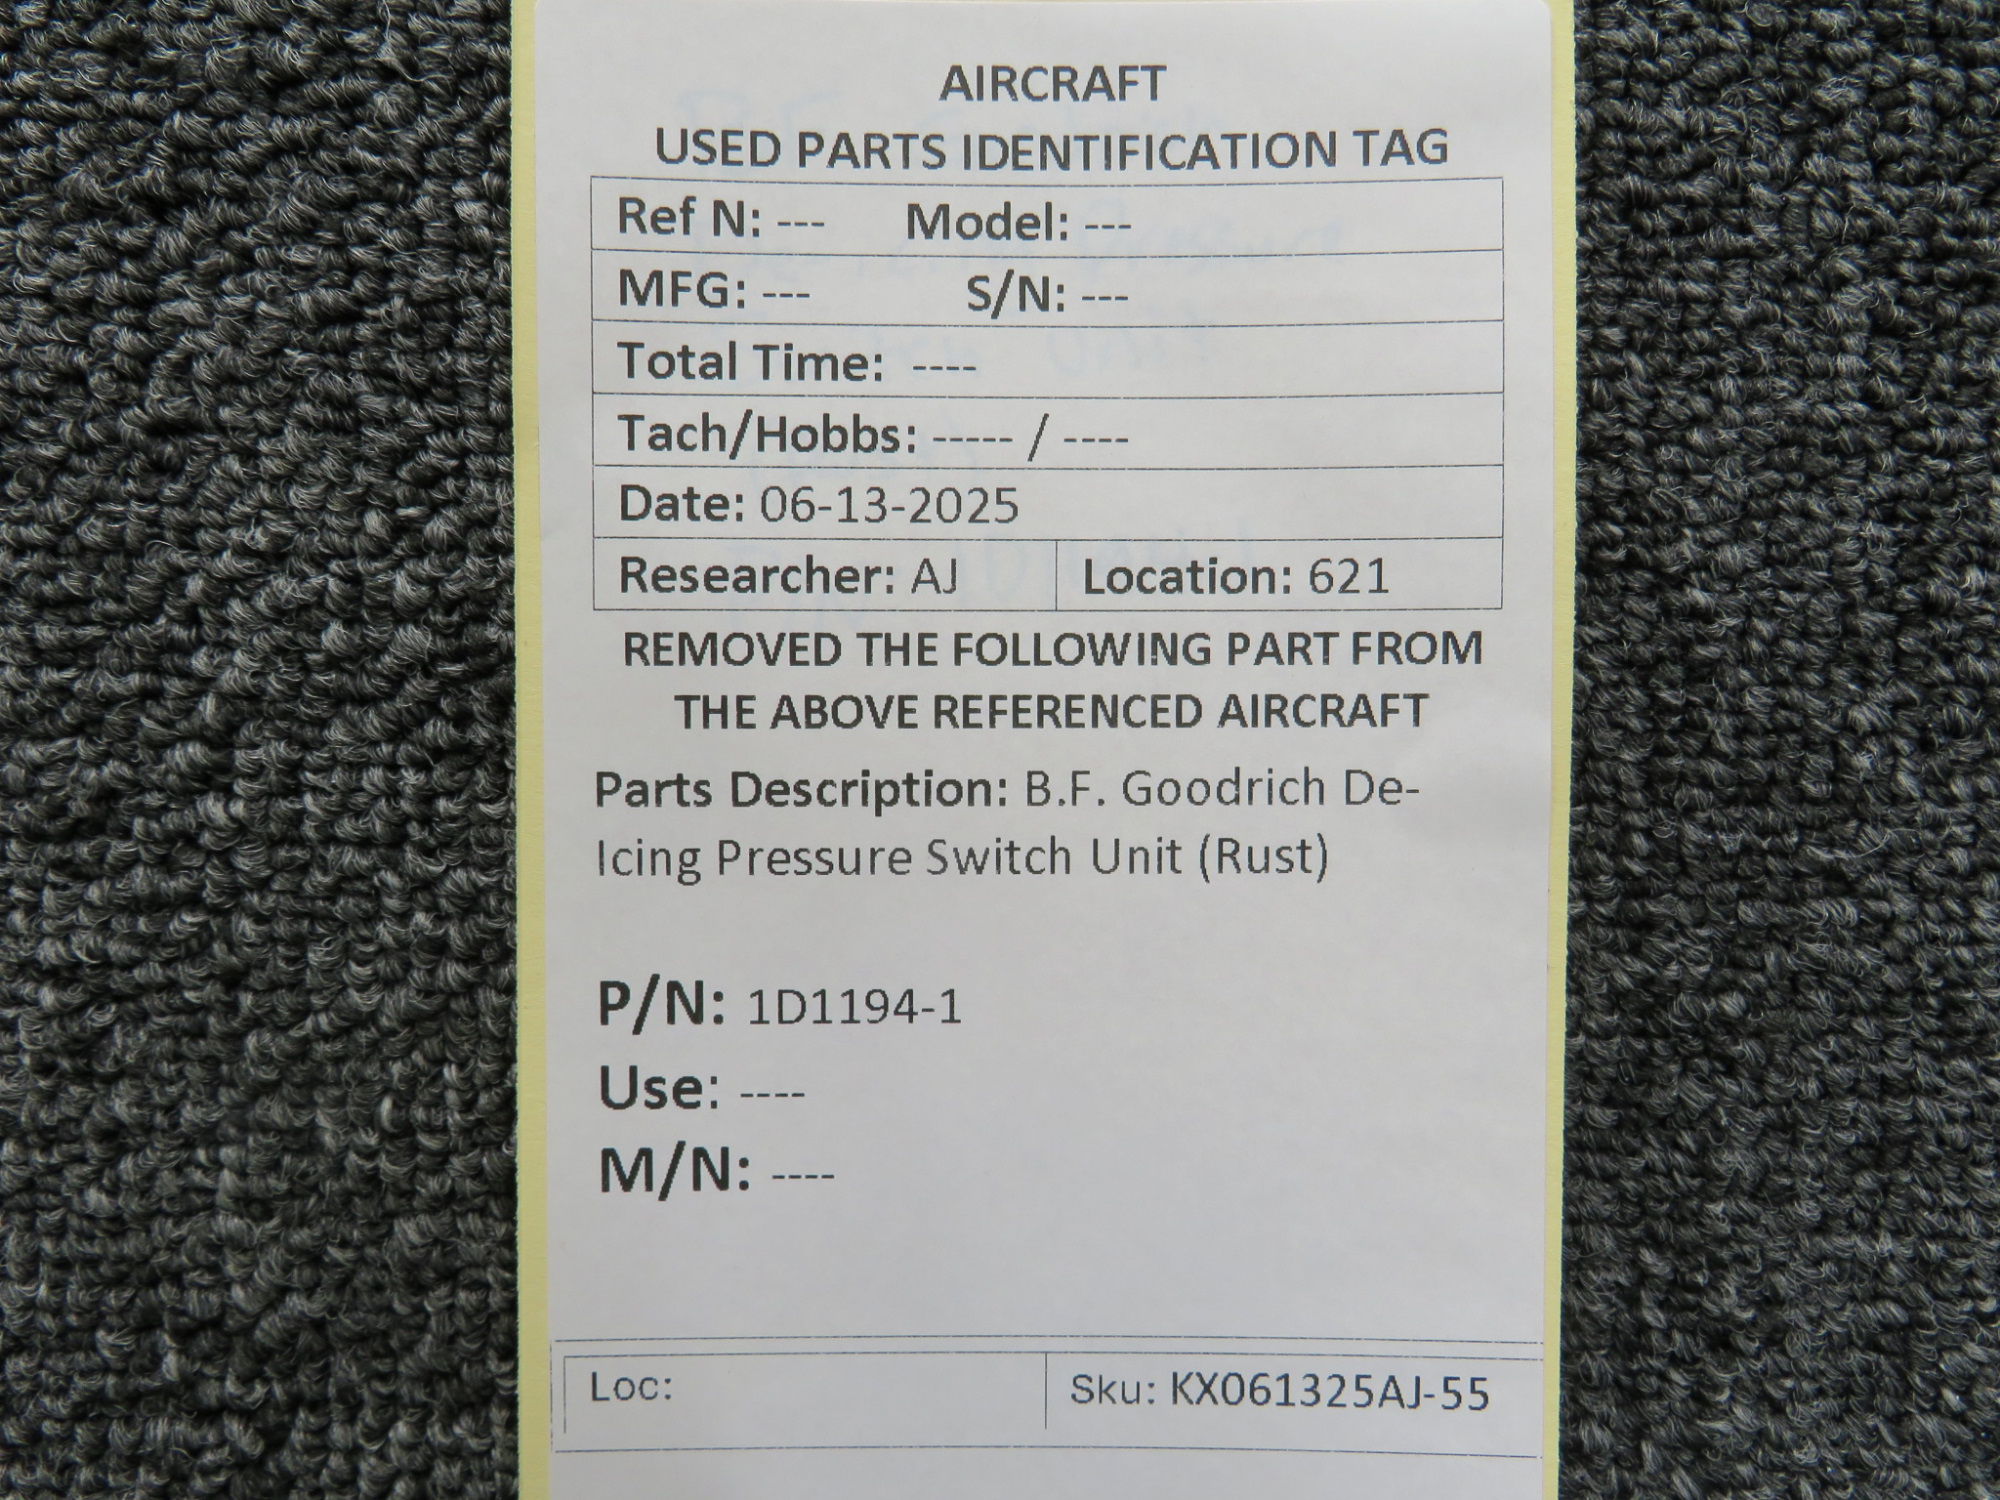 AIRCRAFT
USED PARTS IDENTIFICATION TAG
Ref N: --- Model: ---
MFG: --- S/N: ---
Total Time: ----
Tach/Hobbs: ----- / ----
Date: 06-13-2025
Researcher: AJ Location: 621
REMOVED THE FOLLOWING PART FROM
THE ABOVE REFERENCED AIRCRAFT
Parts Description: B.F. Goodrich De-
Icing Pressure Switch Unit (Rust)
P/N: 1D1194-1
Use: ----
M/N: ----
Loc: Sku: KX061325AJ-55